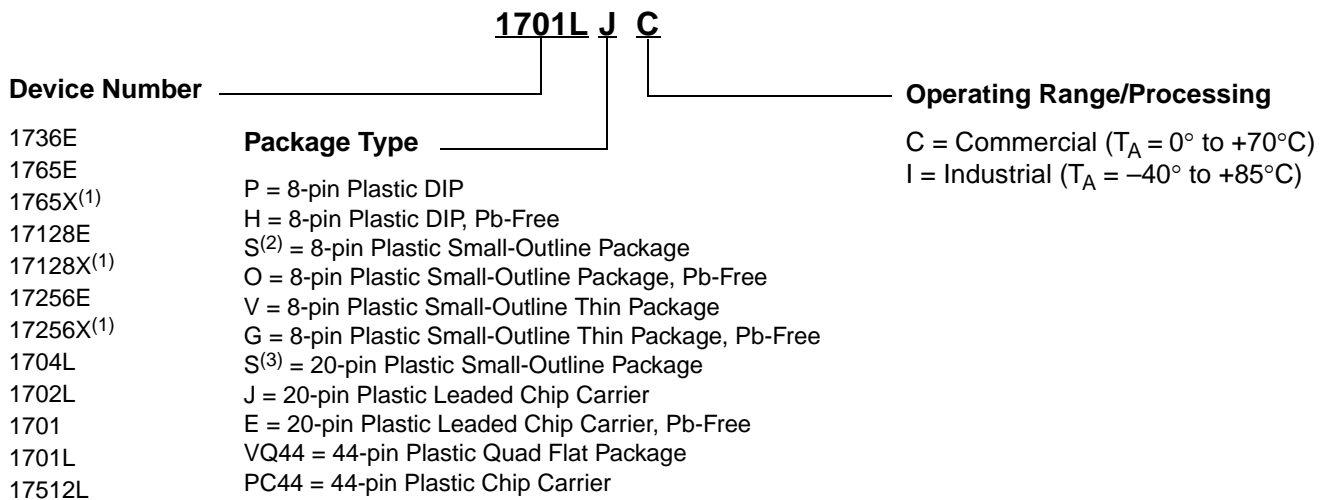 1701L J C
Device Number
1736E
1765E
1765X(1)
17128E
17128X(1)
17256E
17256X(1)
1704L
1702L
1701
1701L
17512L
Package Type
P = 8-pin Plastic DIP
H = 8-pin Plastic DIP, Pb-Free
S(2) = 8-pin Plastic Small-Outline Package
O = 8-pin Plastic Small-Outline Package, Pb-Free
V = 8-pin Plastic Small-Outline Thin Package
G = 8-pin Plastic Small-Outline Thin Package, Pb-Free
S(3) = 20-pin Plastic Small-Outline Package
J = 20-pin Plastic Leaded Chip Carrier
E = 20-pin Plastic Leaded Chip Carrier, Pb-Free
VQ44 = 44-pin Plastic Quad Flat Package
PC44 = 44-pin Plastic Chip Carrier
Operating Range/Processing
C = Commercial (TA = 0° to +70°C)
I = Industrial (TA = –40° to +85°C)